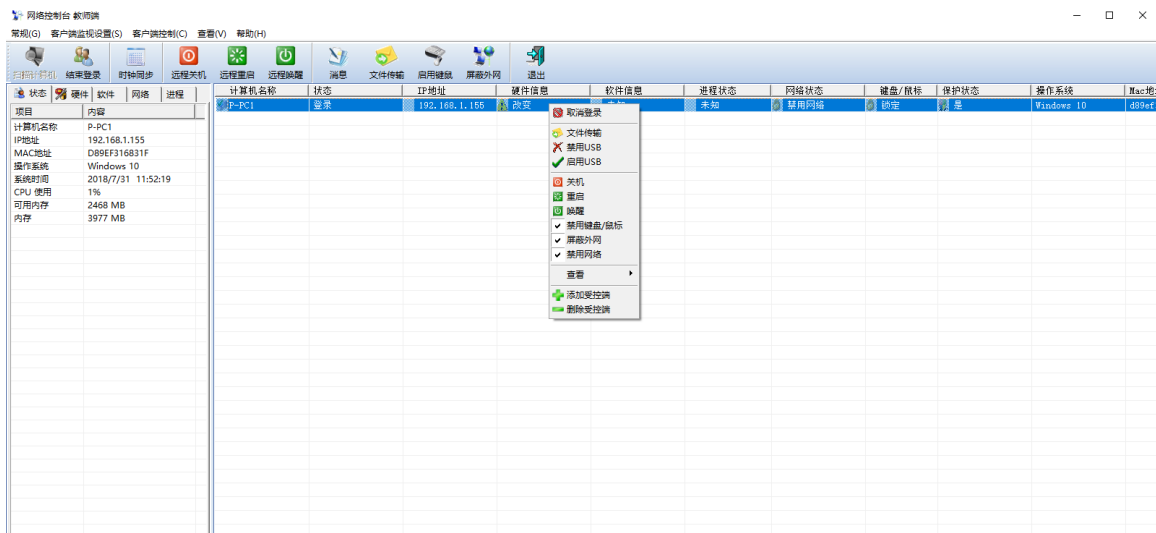 网络控制台 教师端
常规(G) 客户端监视设置(S) 客户端控制(C) 查看(V) 帮助(H)
扫描计算机 结束登录 时钟同步 远程关机 远程重启 远程唤醒 消息 文件传输 启用键鼠 屏蔽外网 退出
状态 硬件 软件 网络 进程
项目 内容
计算机名称 P-PC1
IP地址 192.168.1.155
MAC地址 D89EF316831F
操作系统 Windows 10
系统时间 2018/7/31 11:52:19
CPU 使用 1%
可用内存 2468 MB
内存 3977 MB
计算机名称 状态 IP地址 硬件信息 软件信息 进程状态 网络状态 键盘/鼠标 保护状态 操作系统 Mac地
P-PC1 登录 192.168.1.155 改变 未知 未知 禁用网络 锁定 是 Windows 10 d89ef
取消登录
文件传输
禁用USB
启用USB
关机
重启
唤醒
禁用键盘/鼠标
屏蔽外网
禁用网络
查看
添加受控端
删除受控端